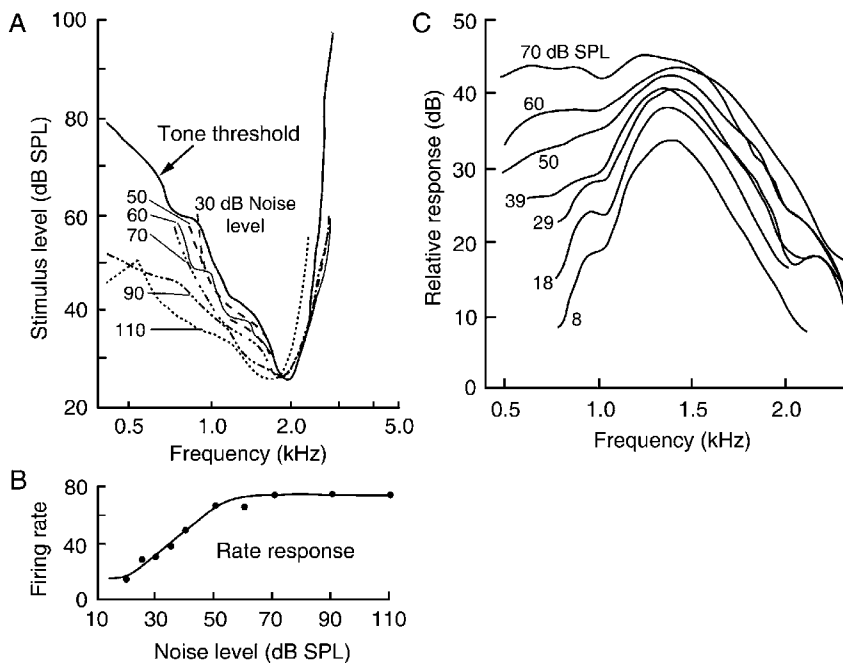 A
100
80
60
40
20
Stimulus level (dB SPL)
Tone threshold
50
60
70
90
110
30 dB Noise
level
0.5
1.0
2.0
5.0
Frequency (kHz)
B
80
40
0
Firing rate
Rate response
10
30
50
70
90
110
Noise level (dB SPL)
C
50
40
30
20
10
0
Relative response (dB)
70 dB SPL
60
50
39
29
18
8
0.5
1.0
1.5
2.0
Frequency (kHz)